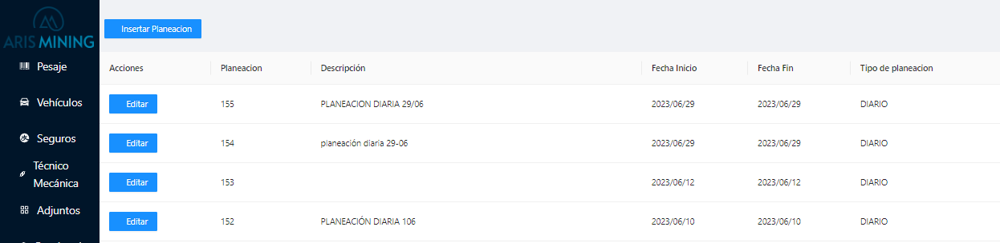 ARIS MINING
Pesaje
Vehículos
Seguros
Técnico
Mecánica
Adjuntos
Insertar Planeacion
Acciones Planeacion Descripción Fecha Inicio Fecha Fin Tipo de planeacion
Editar 155 PLANEACION DIARIA 29/06 2023/06/29 2023/06/29 DIARIO
Editar 154 planeación diaria 29-06 2023/06/29 2023/06/29 DIARIO
Editar 153 2023/06/12 2023/06/12 DIARIO
Editar 152 PLANEACIÓN DIARIA 106 2023/06/10 2023/06/10 DIARIO